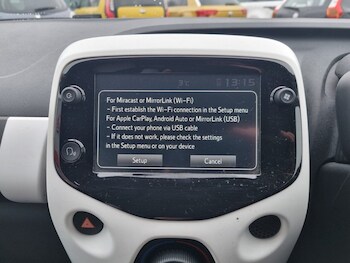 13:15
For Miracast or MirrorLink (Wi-Fi)
- First establish the Wi-Fi connection in the Setup menu
For Apple CarPlay, Android Auto or MirrorLink (USB)
- Connect your phone via USB cable
- If it does not work, please check the settings
in the Setup menu or on your device
Setup Cancel